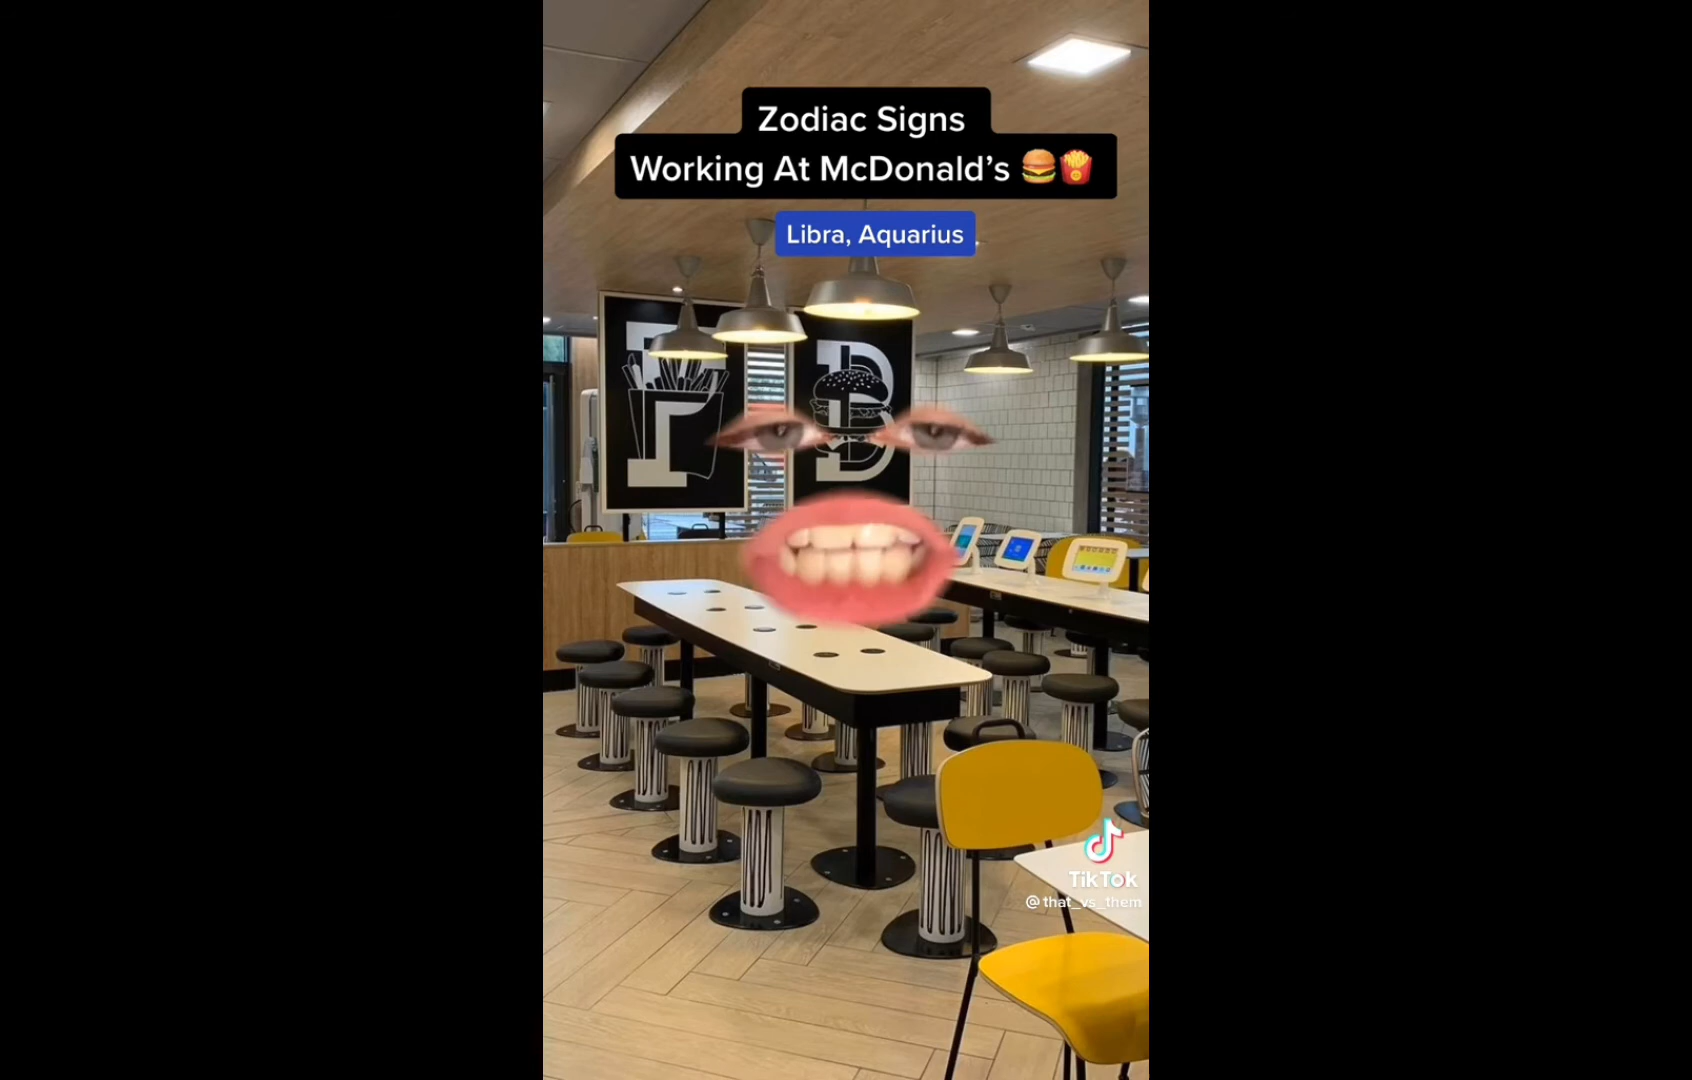 Zodiac Signs
Working At McDonald’s 🍔🍟
Libra, Aquarius
F
B
TikTok
@that_vs_them